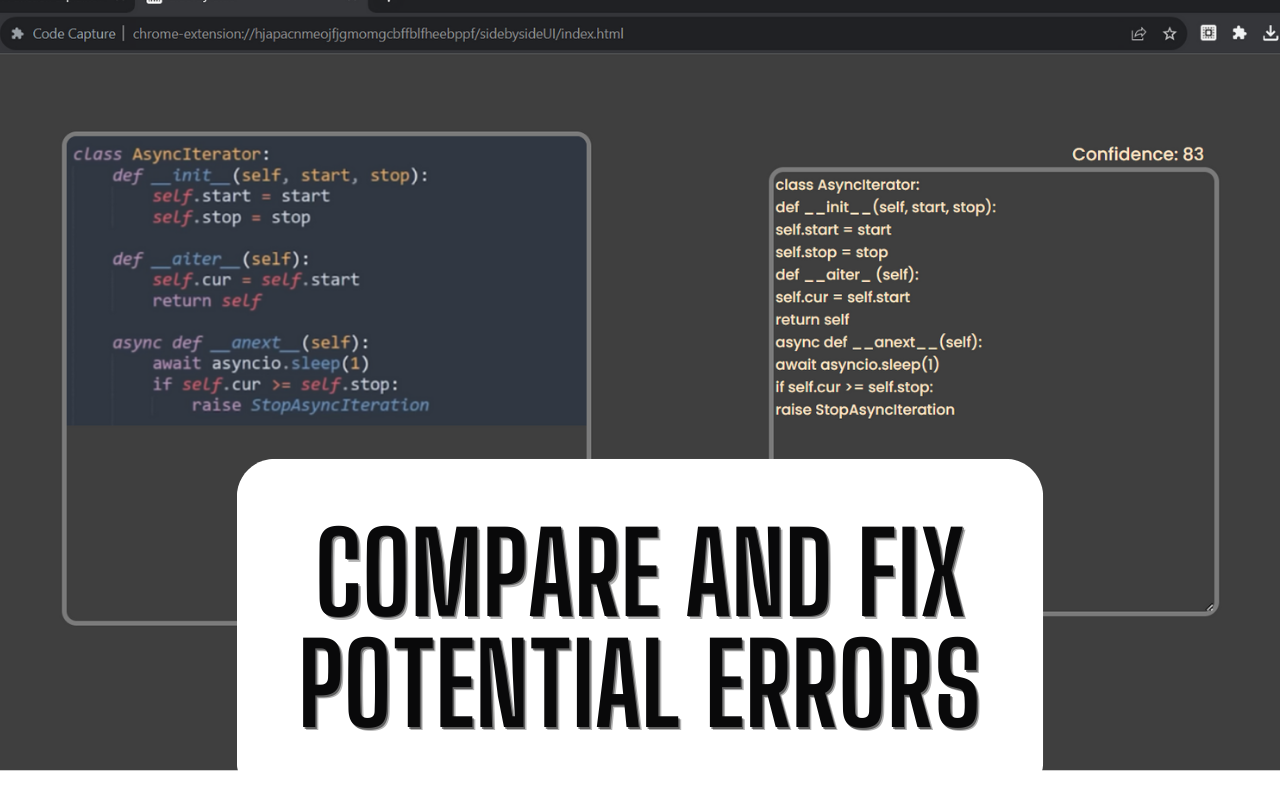 Code Capture | chrome-extension://hjapacnmeojfjgmomgcbffblfheebppf/sidebysideUI/index.html
class AsyncIterator:
    def __init__(self, start, stop):
        self.start = start
        self.stop = stop
    def __aiter__(self):
        self.cur = self.start
        return self
    async def __anext__(self):
        await asyncio.sleep(1)
        if self.cur >= self.stop:
            raise StopAsyncIteration
Confidence: 83
class AsyncIterator:
def __init__(self, start, stop):
self.start = start
self.stop = stop
def __aiter_ (self):
self.cur = self.start
return self
async def __anext__(self):
await asyncio.sleep(1)
if self.cur >= self.stop:
raise StopAsyncIteration
COMPARE AND FIX
POTENTIAL ERRORS